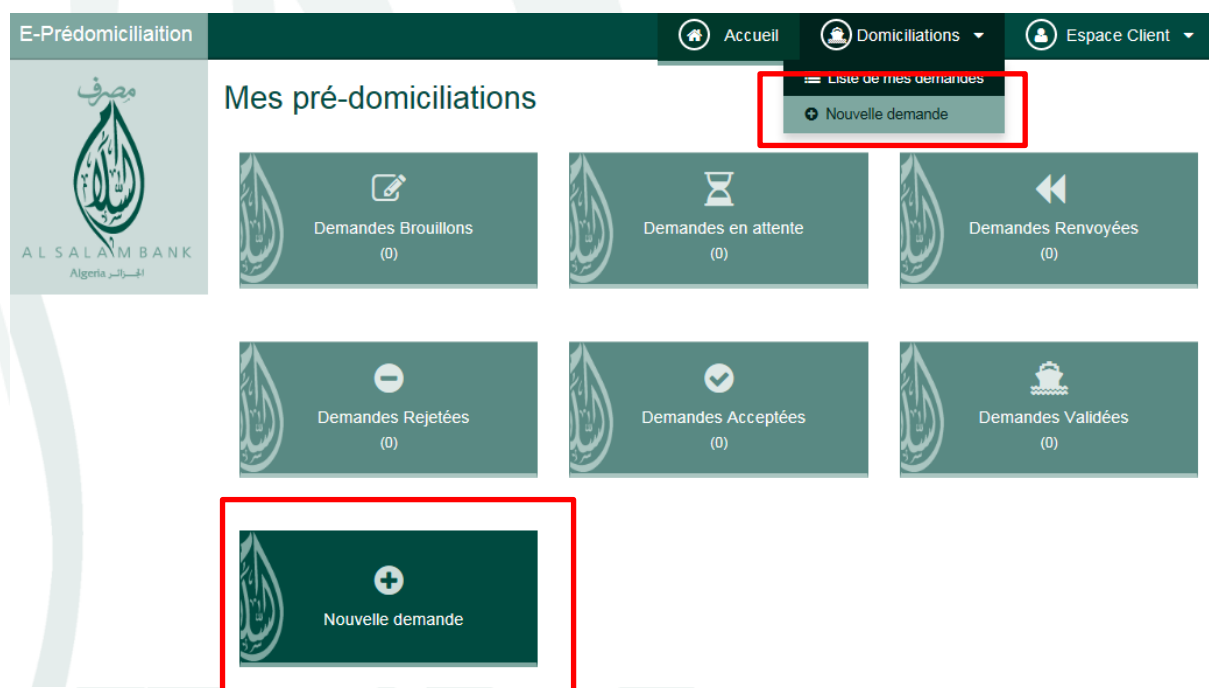 E-Prédomiciliaition
Accueil
Domiciliations
Espace Client
Liste de mes demandes
Nouvelle demande
مصرف
السلام
AL SALAM BANK
Algeria الجــزائــر
Mes pré-domiciliations
Demandes Brouillons
(0)
Demandes en attente
(0)
Demandes Renvoyées
(0)
Demandes Rejetées
(0)
Demandes Acceptées
(0)
Demandes Validées
(0)
Nouvelle demande